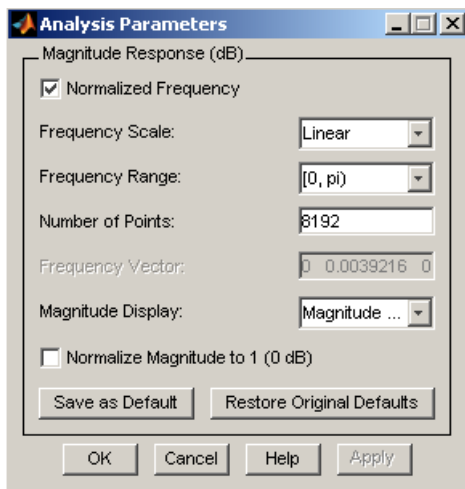 Analysis Parameters
Magnitude Response (dB)
Normalized Frequency
Frequency Scale: Linear
Frequency Range: [0, pi)
Number of Points: 8192
Frequency Vector: 0 0.0039216 0
Magnitude Display: Magnitude ...
Normalize Magnitude to 1 (0 dB)
Save as Default Restore Original Defaults
OK Cancel Help Apply